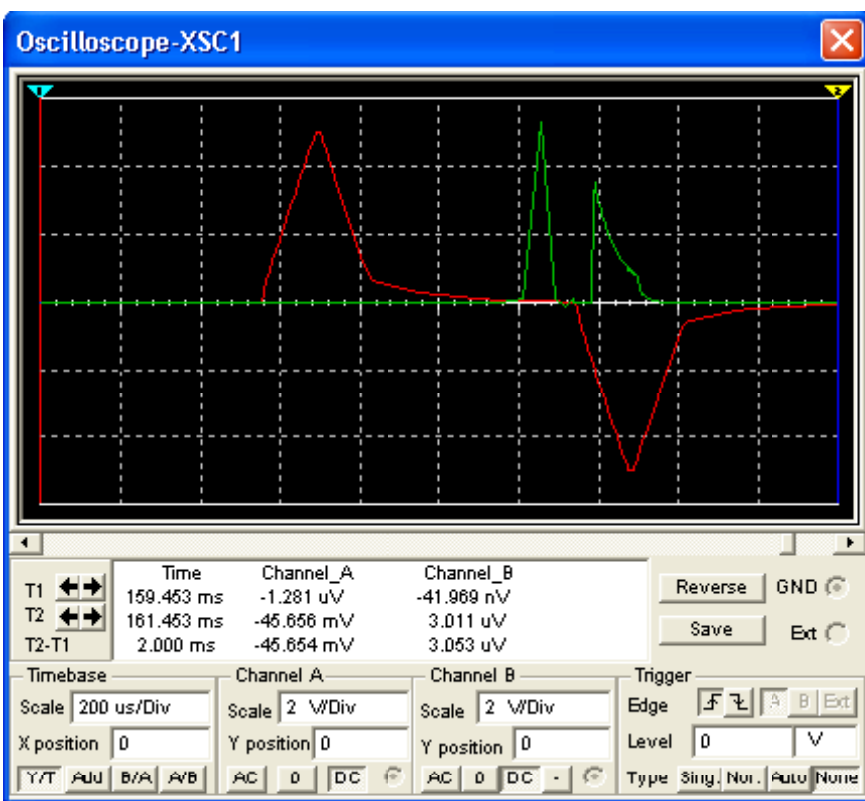 Oscilloscope-XSC1
1 2
Time Channel_A Channel_B
T1 159.453 ms -1.281 uV -41.969 nV
T2 161.453 ms -45.656 mV 3.011 uV
T2-T1 2.000 ms -45.654 mV 3.053 uV
Reverse GND
Save Ext
Timebase Channel A Channel B Trigger
Scale 200 us/Div Scale 2 V/Div Scale 2 V/Div Edge A B Ext
X position 0 Y position 0 Y position 0 Level 0 V
Y/T Add B/A A/B AC 0 DC AC 0 DC - Type Sing. Nor. Auto None